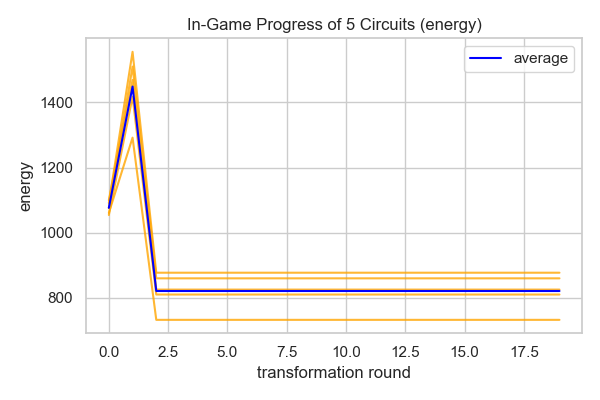 In-Game Progress of 5 Circuits (energy)
average
energy
1400
1200
1000
800
0.0 2.5 5.0 7.5 10.0 12.5 15.0 17.5
transformation round